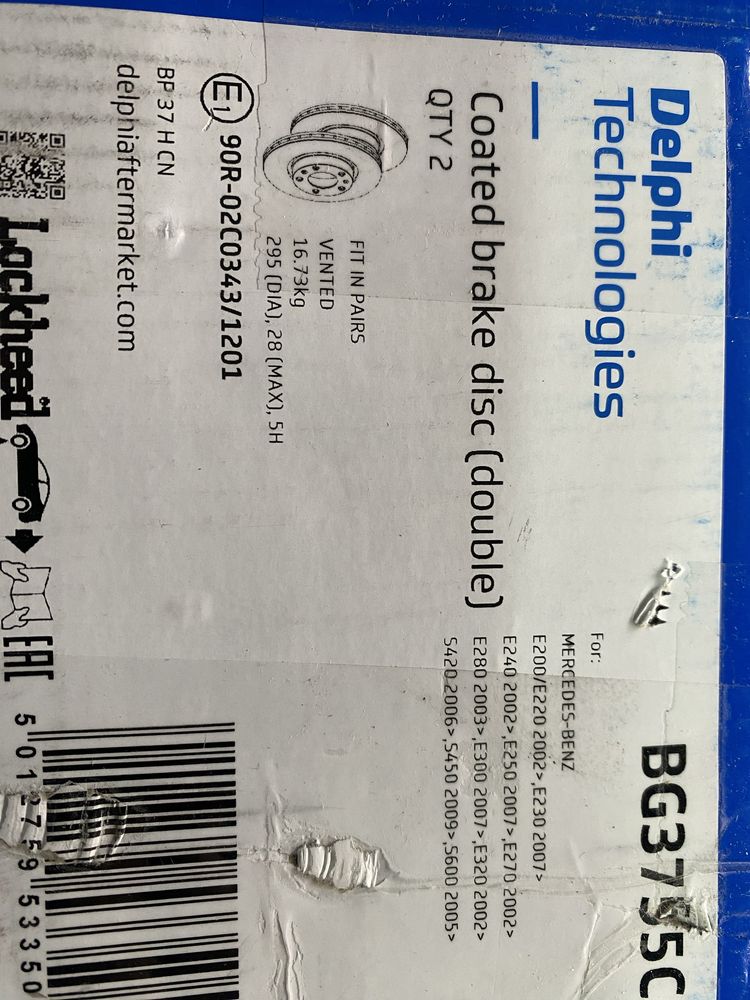 Delphi
Technologies
BG3755C
Coated brake disc (double)
QTY 2
For:
MERCEDES-BENZ
E200/E220 2002>,E230 2007>
E240 2002>,E250 2007>,E270 2002>
E280 2003>,E300 2007>,E320 2002>
S420 2006>,S450 2009>,S600 2005>
FIT IN PAIRS
VENTED
16.73kg
295 (DIA), 28 (MAX), 5H
E1 90R-02C0343/1201
BP 37 H CN
delphiaftermarket.com
Lockheed
EAC
5 012759 53350